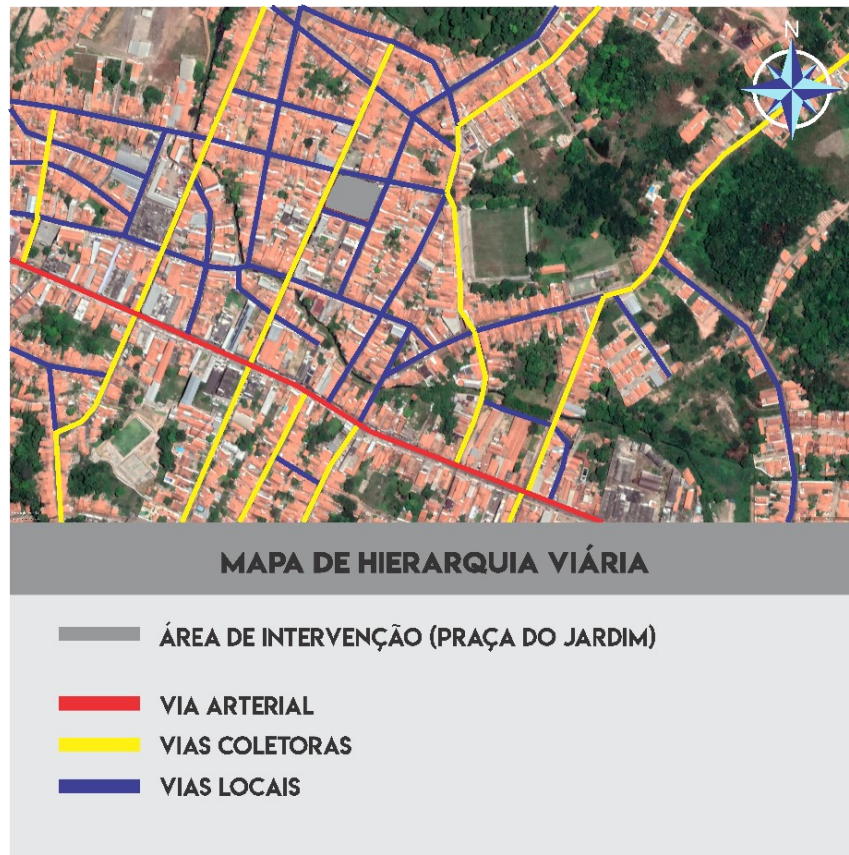 N
MAPA DE HIERARQUIA VIÁRIA
ÁREA DE INTERVENÇÃO (PRAÇA DO JARDIM)
VIA ARTERIAL
VIAS COLETORAS
VIAS LOCAIS